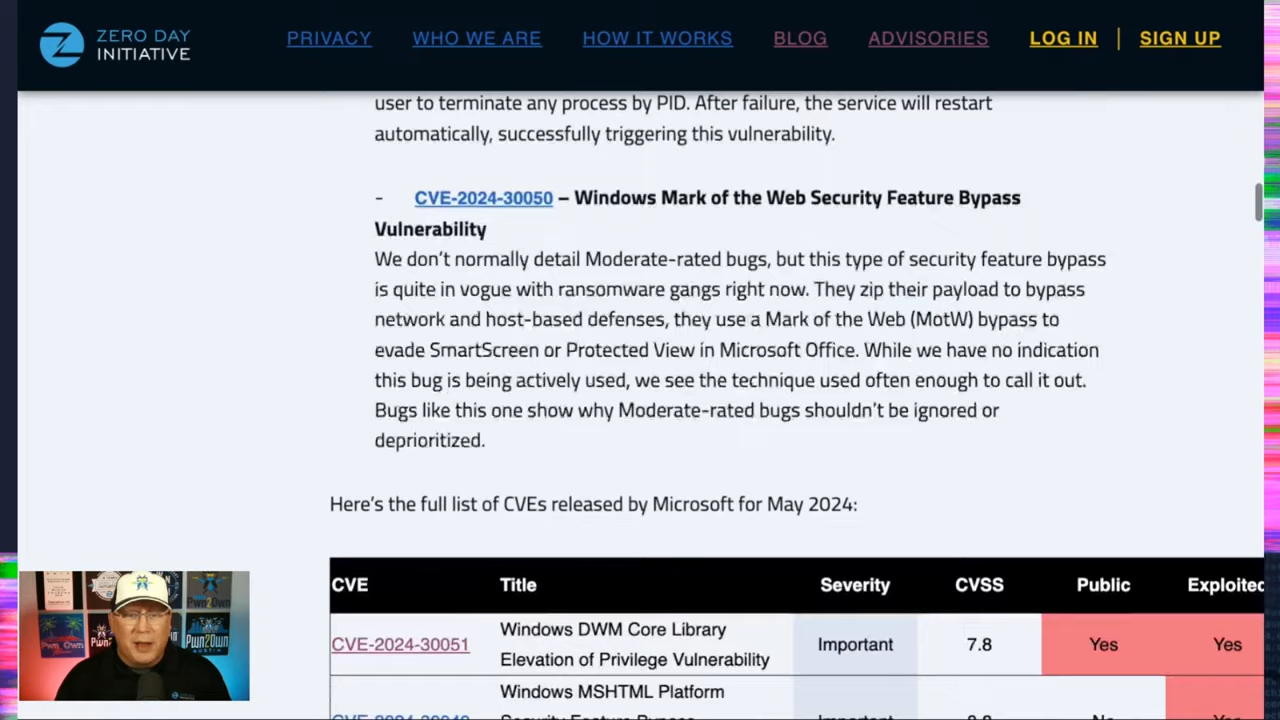 ZERO DAY
INITIATIVE
PRIVACY
WHO WE ARE
HOW IT WORKS
BLOG
ADVISORIES
LOG IN
SIGN UP
user to terminate any process by PID. After failure, the service will restart
automatically, successfully triggering this vulnerability.
- CVE-2024-30050 – Windows Mark of the Web Security Feature Bypass
Vulnerability
We don't normally detail Moderate-rated bugs, but this type of security feature bypass
is quite in vogue with ransomware gangs right now. They zip their payload to bypass
network and host-based defenses, they use a Mark of the Web (MotW) bypass to
evade SmartScreen or Protected View in Microsoft Office. While we have no indication
this bug is being actively used, we see the technique used often enough to call it out.
Bugs like this one show why Moderate-rated bugs shouldn't be ignored or
deprioritized.
Here's the full list of CVEs released by Microsoft for May 2024:
CVE Title Severity CVSS Public Exploited
CVE-2024-30051 Windows DWM Core Library Important 7.8 Yes Yes
Elevation of Privilege Vulnerability
Windows MSHTML Platform
Pwn2Own
Pwn2Own